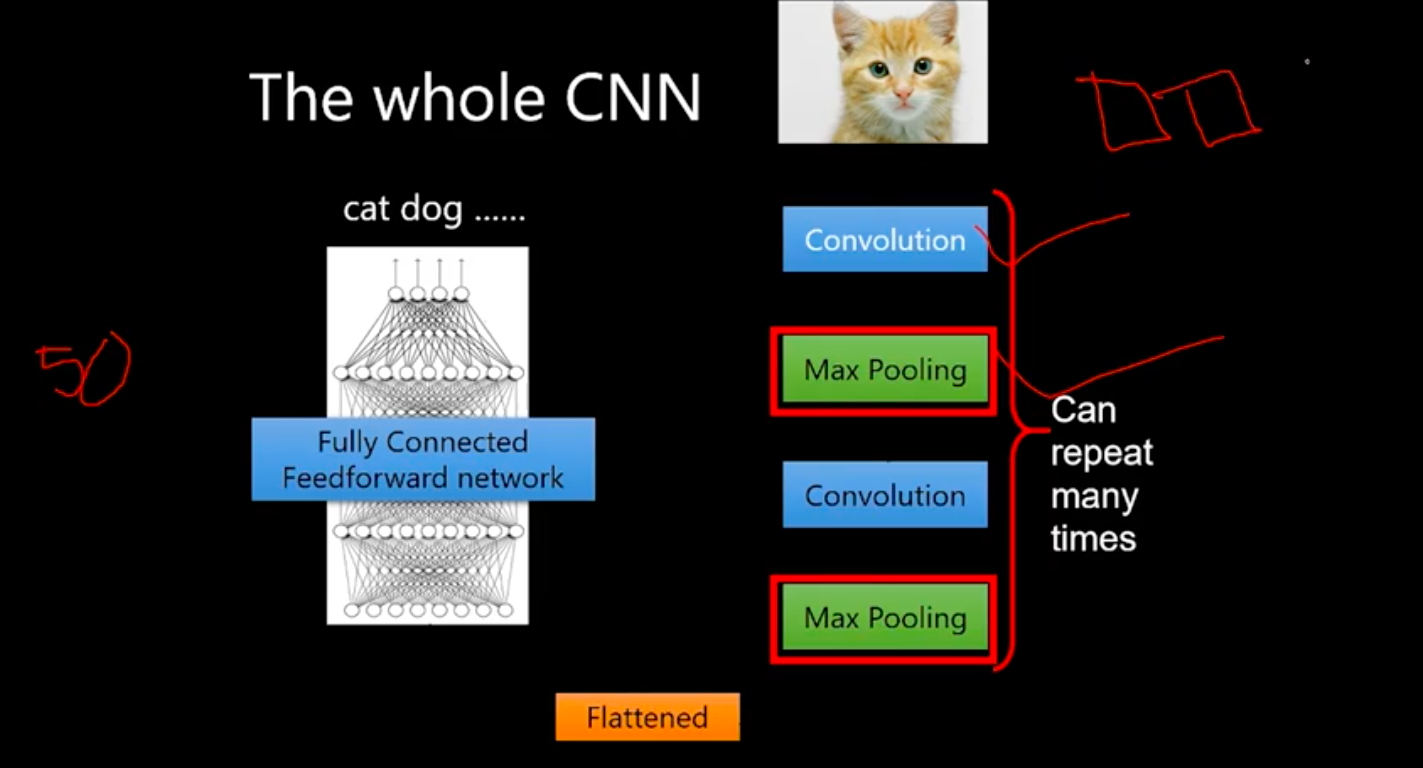 The whole CNN
cat dog ......
Fully Connected
Feedforward network
50
Convolution
Max Pooling
Convolution
Max Pooling
Can
repeat
many
times
Flattened